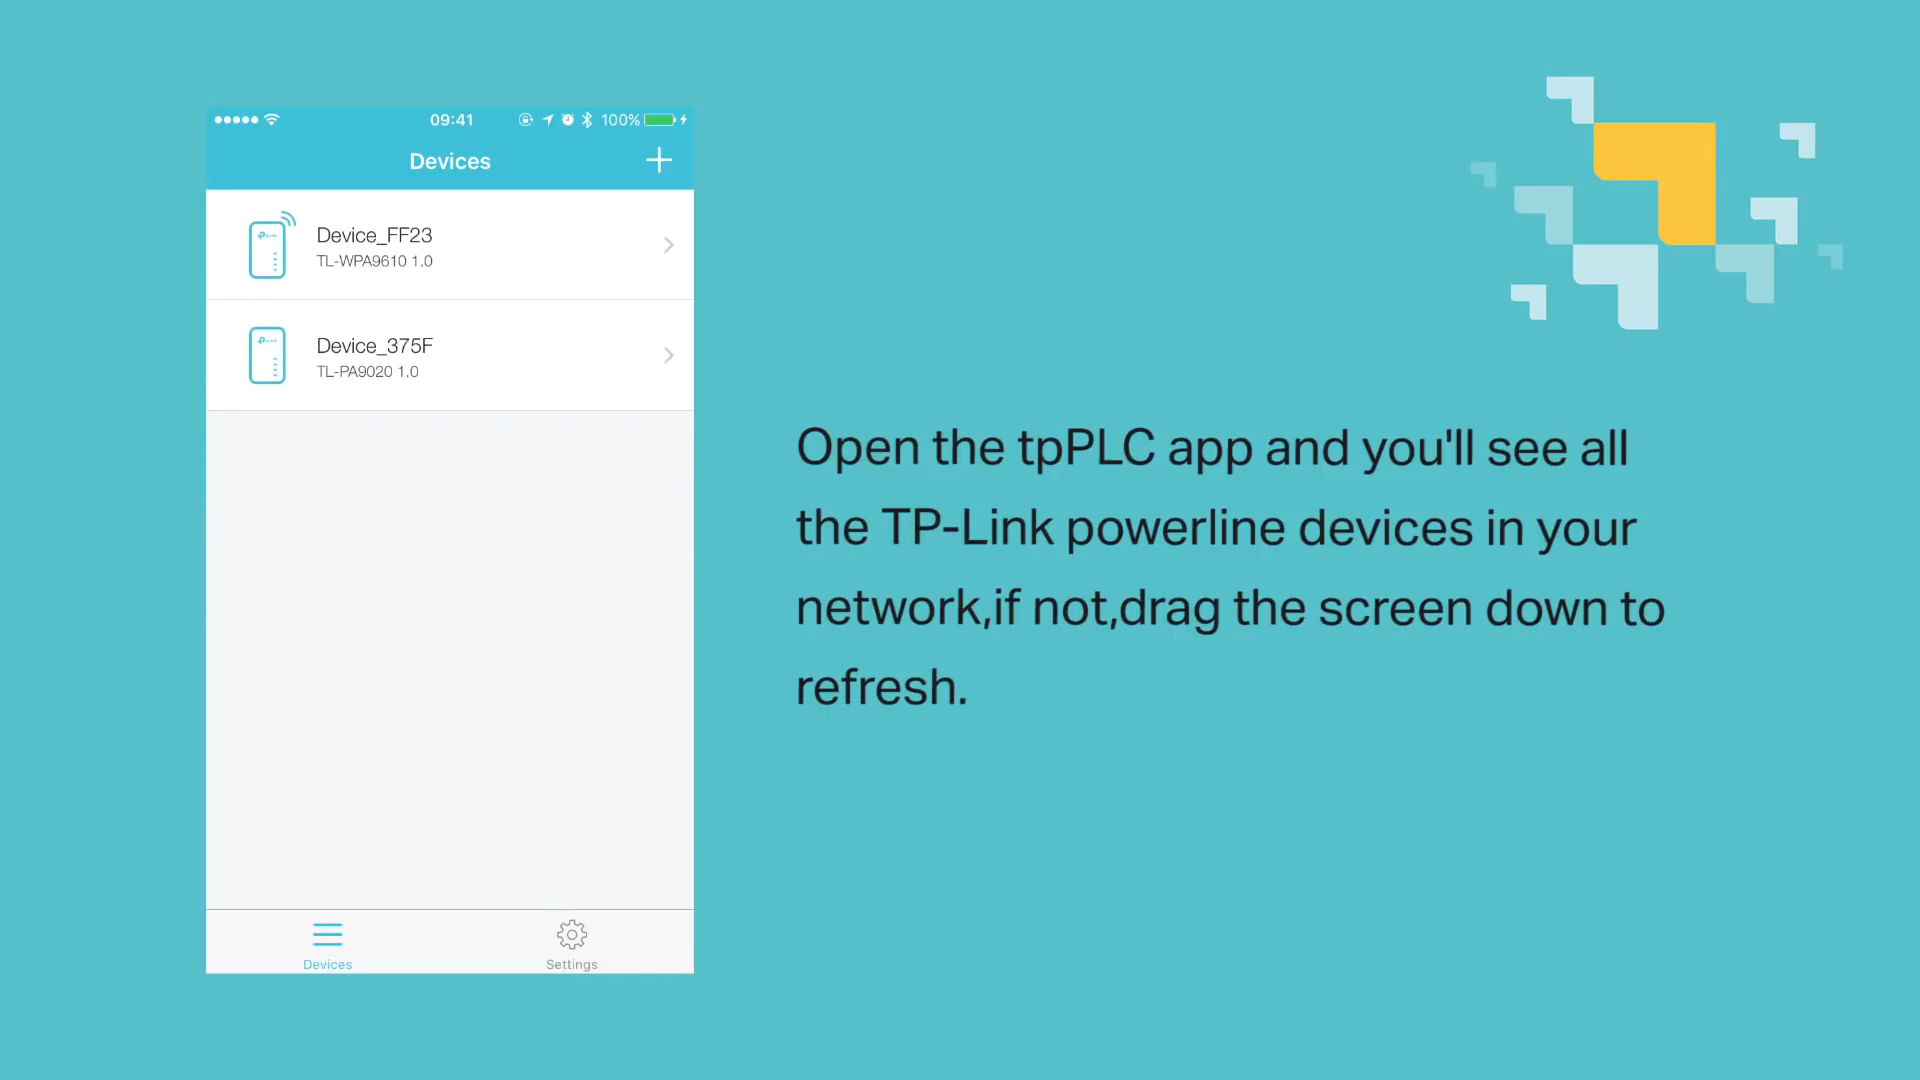 09:41
100%
Devices
Device_FF23
TL-WPA9610 1.0
Device_375F
TL-PA9020 1.0
Devices
Settings
Open the tpPLC app and you'll see all
the TP-Link powerline devices in your
network,if not,drag the screen down to
refresh.